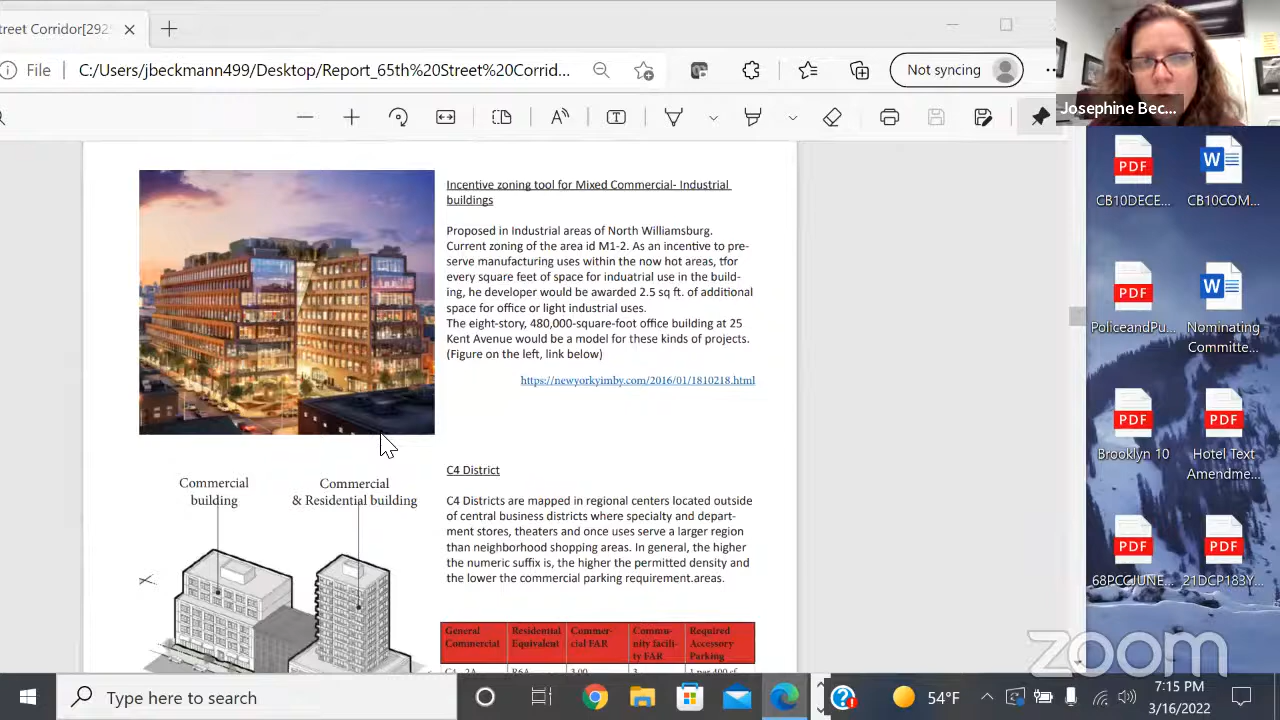 treet Corridor[292
File
C:/Users/jbeckmann499/Desktop/Report_65th%20Street%20Corrid...
Not syncing
Josephine Bec...
Incentive zoning tool for Mixed Commercial- Industrial
buildings
Proposed in Industrial areas of North Williamsburg.
Current zoning of the area id M1-2. As an incentive to pre-
serve manufacturing uses within the now hot areas, tfor
every square feet of space for induatrial use in the build-
ing, he developer would be awarded 2.5 sq ft. of additional
space for office or light industrial uses.
The eight-story, 480,000-square-foot office building at 25
Kent Avenue would be a model for these kinds of projects.
(Figure on the left, link below)
https://newyorkyimby.com/2016/01/1810218.html
Commercial
building
Commercial
& Residential building
C4 District
C4 Districts are mapped in regional centers located outside
of central business districts where specialty and depart-
ment stores, theaters and once uses serve a larger region
than neighborhood shopping areas. In general, the higher
the numeric suffix is, the higher the permitted density and
the lower the commercial parking requirement.areas.
General
Commercial
Residential
Equivalent
Commer-
cial FAR
Commu-
nity facili-
ty FAR
Required
Accessory
Parking
PDF
CB10DECE...
W
CB10COM...
PDF
PoliceandPu...
W
Nominating
Committe...
PDF
Brooklyn 10
PDF
Hotel Text
Amendme...
PDF
68PCCJUNE...
PDF
21DCP183Y...
zoom
Type here to search
54°F
7:15 PM
3/16/2022